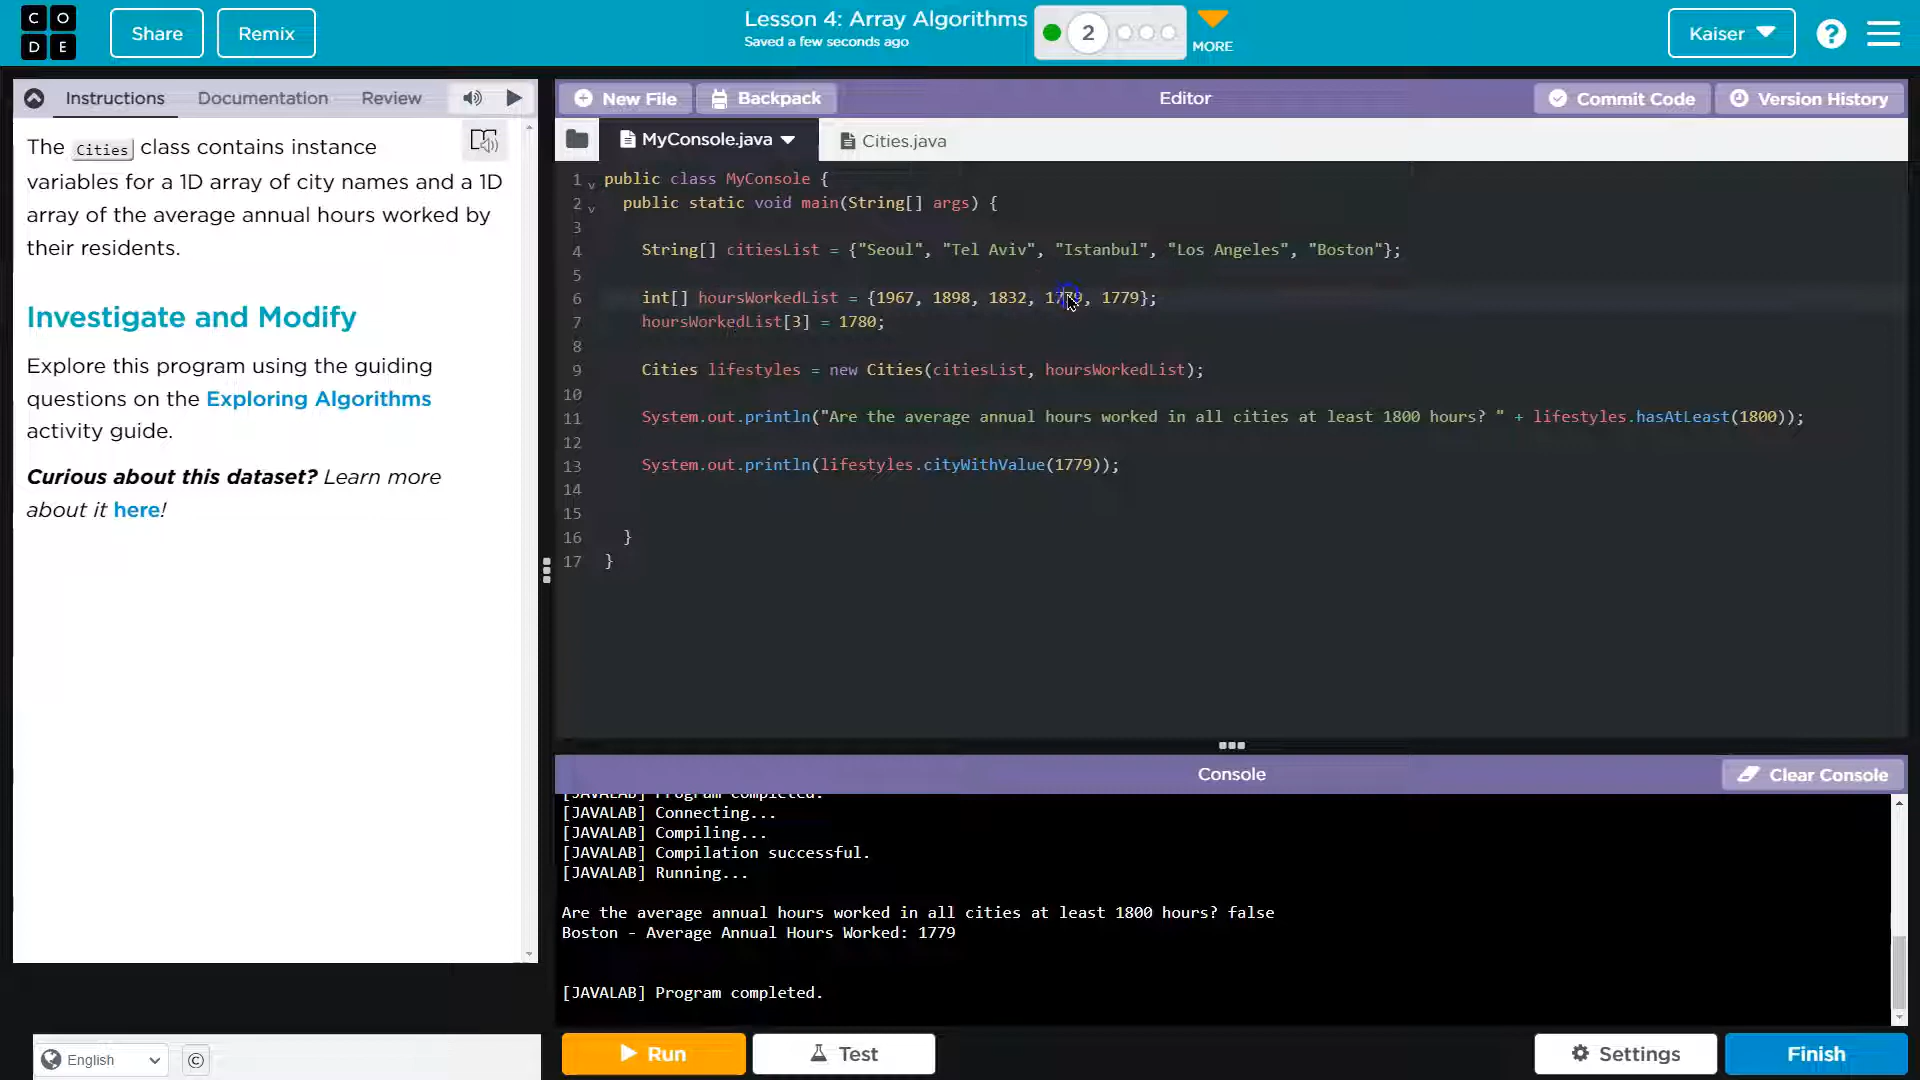 C O
D E
Share
Remix
Lesson 4: Array Algorithms
Saved a few seconds ago
2
MORE
Kaiser
?
Instructions
Documentation
Review
The Cities class contains instance
variables for a 1D array of city names and a 1D
array of the average annual hours worked by
their residents.
Investigate and Modify
Explore this program using the guiding
questions on the Exploring Algorithms
activity guide.
Curious about this dataset? Learn more
about it here!
English
©
New File
Backpack
Editor
Commit Code
Version History
MyConsole.java
Cities.java
1 public class MyConsole {
2 public static void main(String[] args) {
3
4 String[] citiesList = {"Seoul", "Tel Aviv", "Istanbul", "Los Angeles", "Boston"};
5
6 int[] hoursWorkedList = {1967, 1898, 1832, 1779, 1779};
7 hoursWorkedList[3] = 1780;
8
9 Cities lifestyles = new Cities(citiesList, hoursWorkedList);
10
11 System.out.println("Are the average annual hours worked in all cities at least 1800 hours? " + lifestyles.hasAtLeast(1800));
12
13 System.out.println(lifestyles.cityWithValue(1779));
14
15
16 }
17 }
Console
Clear Console
[JAVALAB] Program completed.
[JAVALAB] Connecting...
[JAVALAB] Compiling...
[JAVALAB] Compilation successful.
[JAVALAB] Running...
Are the average annual hours worked in all cities at least 1800 hours? false
Boston - Average Annual Hours Worked: 1779
[JAVALAB] Program completed.
Run
Test
Settings
Finish